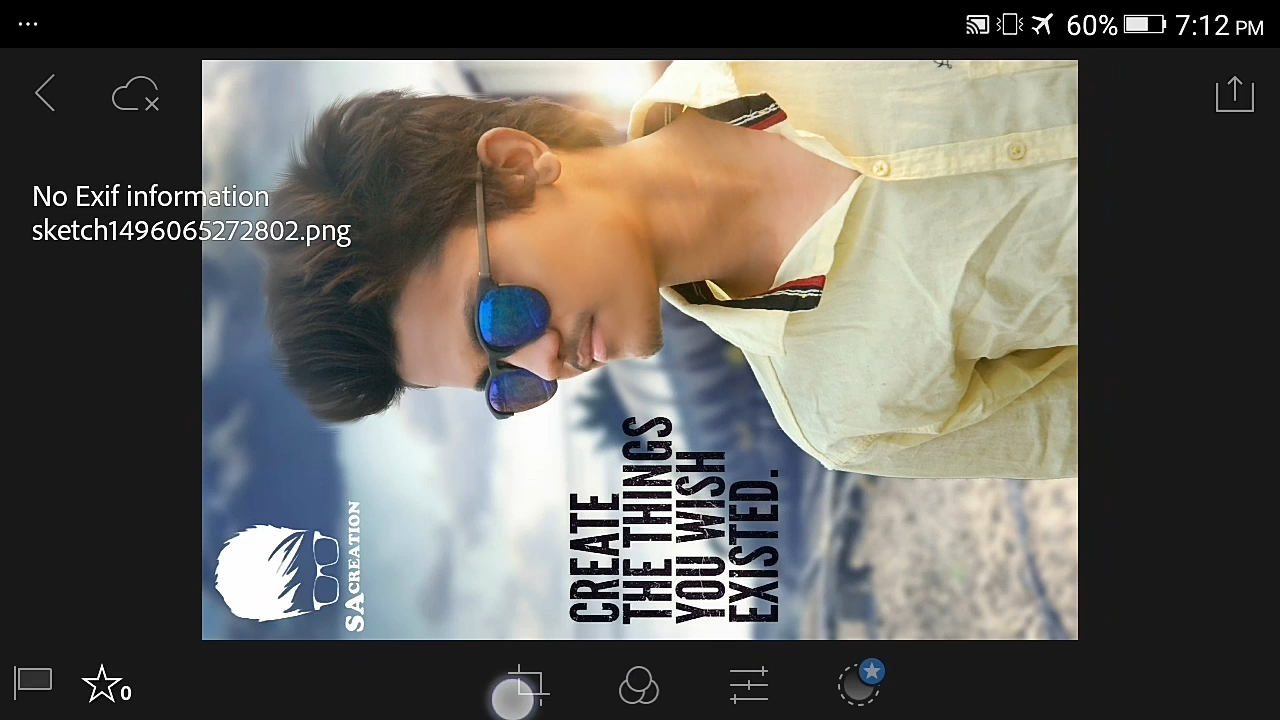 60%
7:12 PM
No Exif information
sketch1496065272802.png
CREATE
THE THINGS
YOU WISH
EXISTED.
SACREATION
0